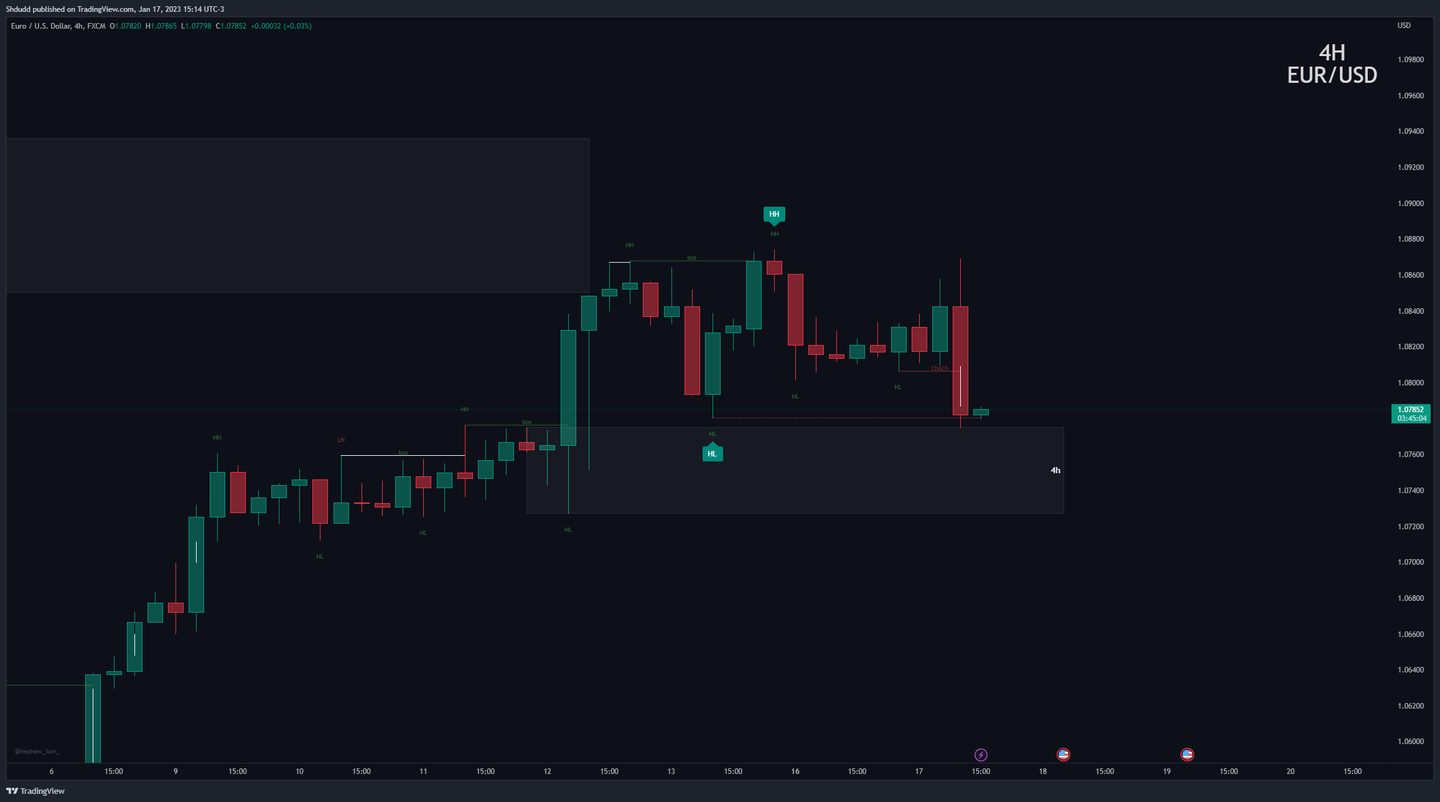 Shdudd published on TradingView.com, Jan 17, 2023 15:14 UTC-3
Euro / U.S. Dollar, 4h, FXCM O1.07820 H1.07865 L1.07798 C1.07852 +0.00032 (+0.03%)
USD
4H
EUR/USD
1.09800
1.09600
1.09400
1.09200
1.09000
HH
HH
1.08800
HH
bos
1.08600
1.08400
1.08200
ChoCh
1.08000
HL
HL
HH
1.07852
03:45:04
bos
HL
HH
LH
bos
HL
1.07600
4h
1.07400
HL
HL
1.07200
HL
1.07000
1.06800
1.06600
1.06400
1.06200
1.06000
@Nephew_Sam_
6 15:00 9 15:00 10 15:00 11 15:00 12 15:00 13 15:00 16 15:00 17 15:00 18 15:00 19 15:00 20 15:00
TradingView